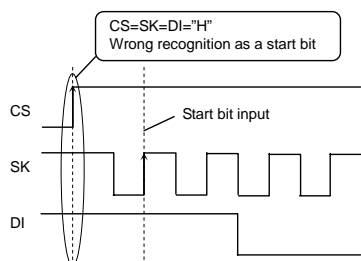 CS=SK=DI="H"
Wrong recognition as a start bit
CS
Start bit input
SK
DI